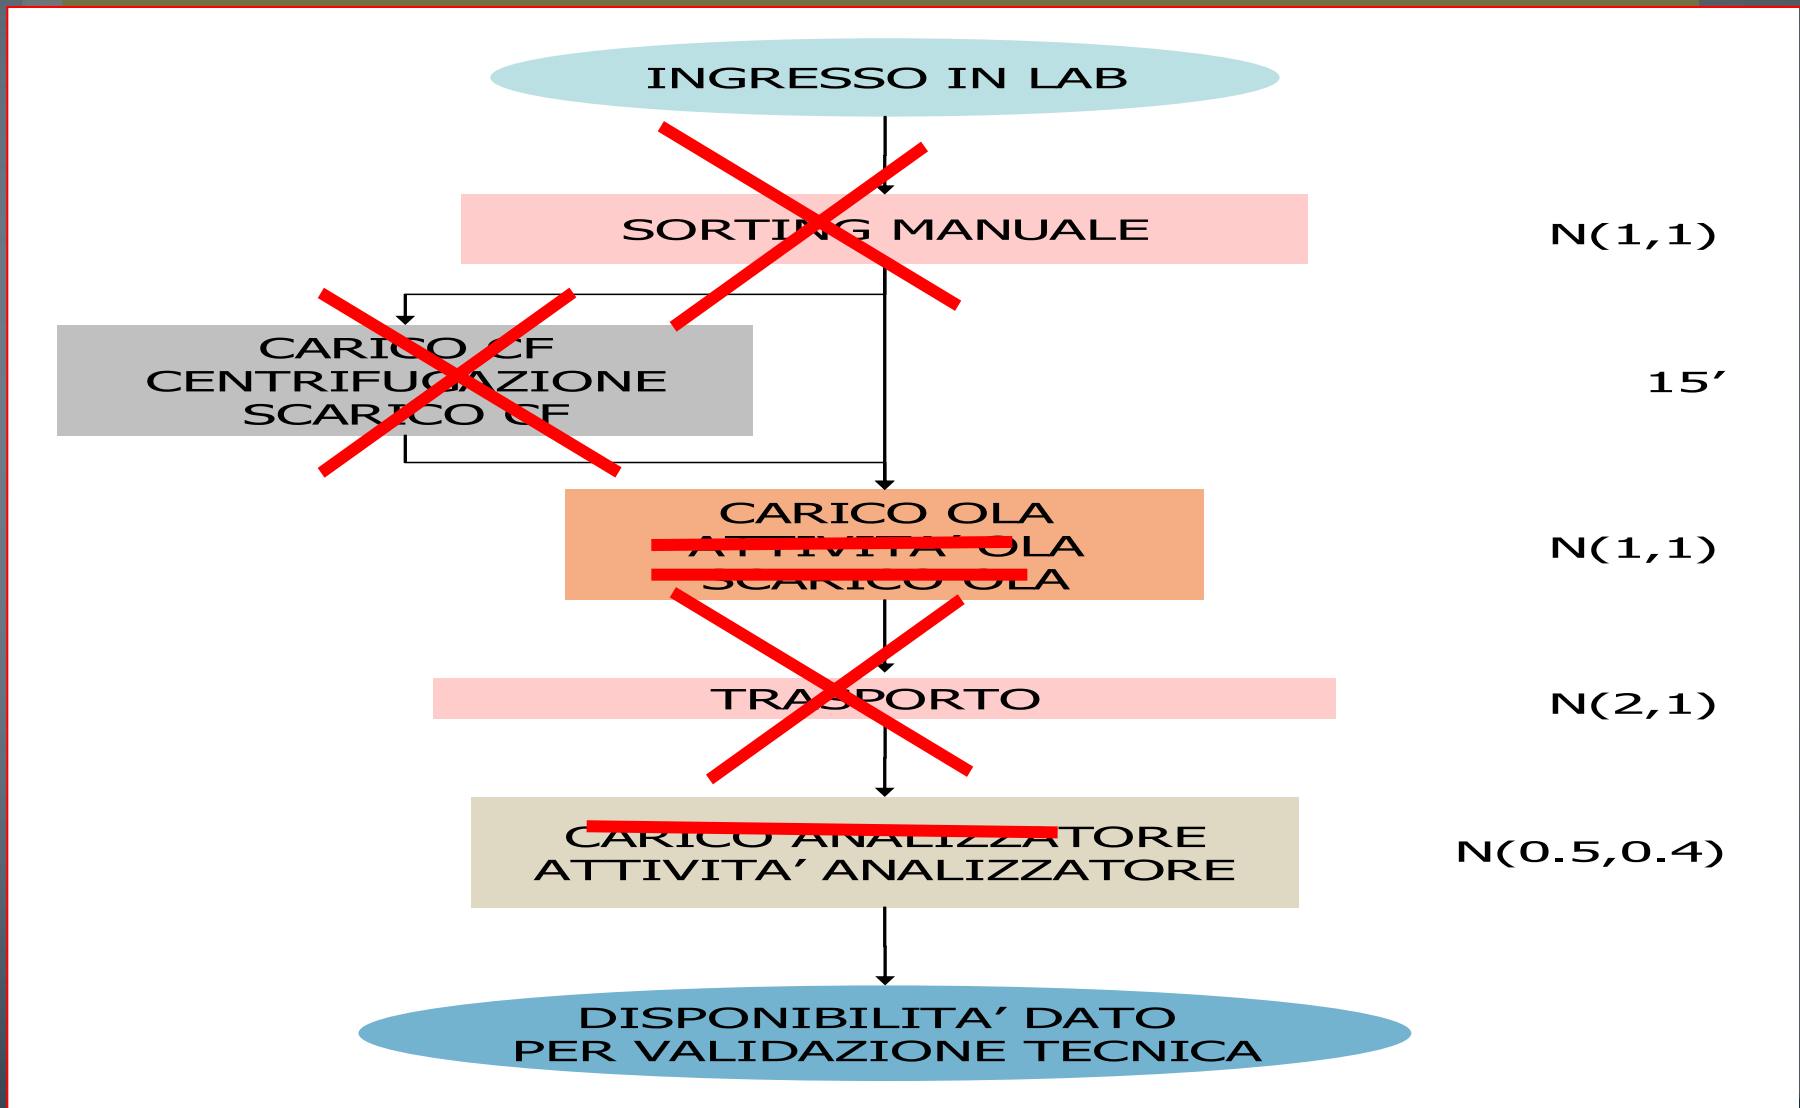 INGRESSO IN LAB
SORTING MANUALE
N(1,1)
CARICO CF
CENTRIFUGAZIONE
SCARICO CF
15′
CARICO OLA
ATTIVITA′ OLA
SCARICO OLA
N(1,1)
TRASPORTO
N(2,1)
CARICO ANALIZZATORE
ATTIVITA′ ANALIZZATORE
N(0.5,0.4)
DISPONIBILITA′ DATO
PER VALIDAZIONE TECNICA